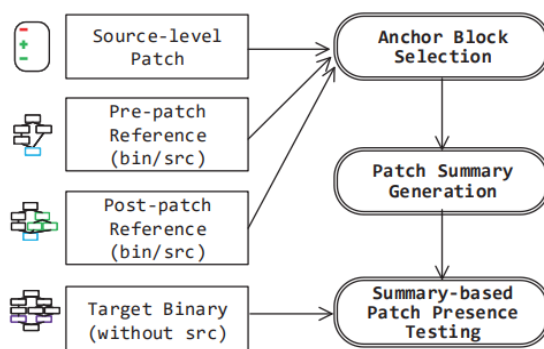 Source-level
Patch
Anchor Block
Selection
Pre-patch
Reference
(bin/src)
Patch Summary
Generation
Post-patch
Reference
(bin/src)
Target Binary
(without src)
Summary-based
Patch Presence
Testing